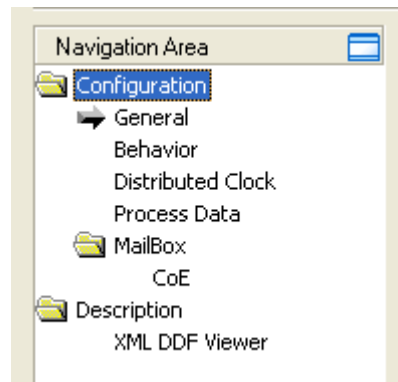 Navigation Area
Configuration
General
Behavior
Distributed Clock
Process Data
MailBox
CoE
Description
XML DDF Viewer